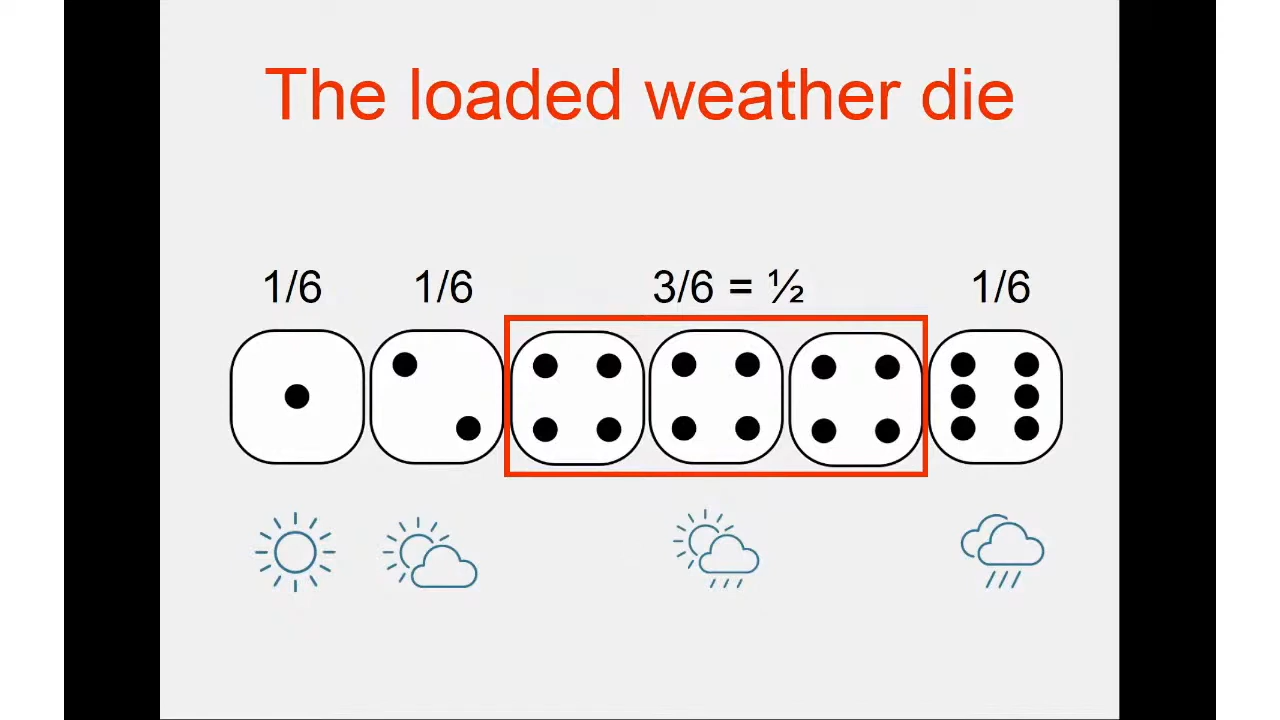 The loaded weather die
1/6 1/6 3/6 = ½ 1/6